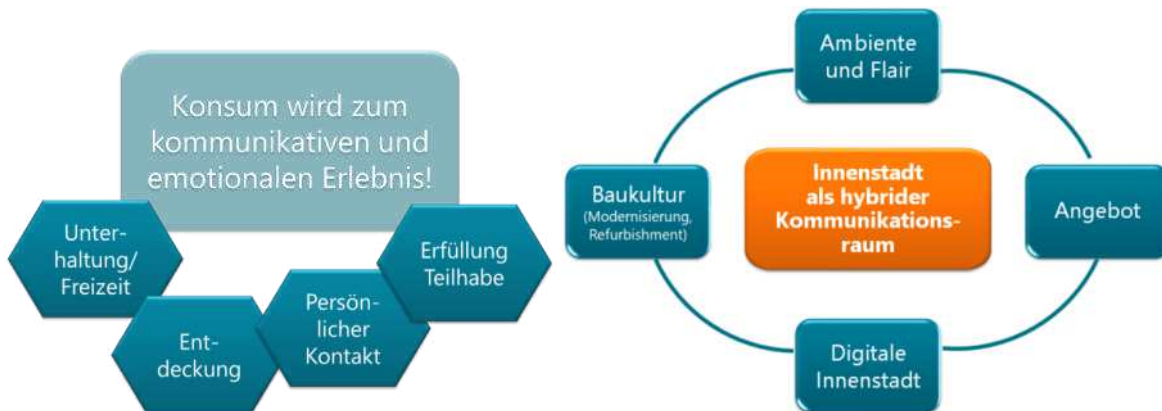 Konsum wird zum
kommunikativen und
emotionalen Erlebnis!
Unter-
haltung/
Freizeit
Ent-
deckung
Persön-
licher
Kontakt
Erfüllung
Teilhabe
Ambiente
und Flair
Baukultur
(Modernisierung,
Refurbishment)
Innenstadt
als hybrider
Kommunikations-
raum
Angebot
Digitale
Innenstadt